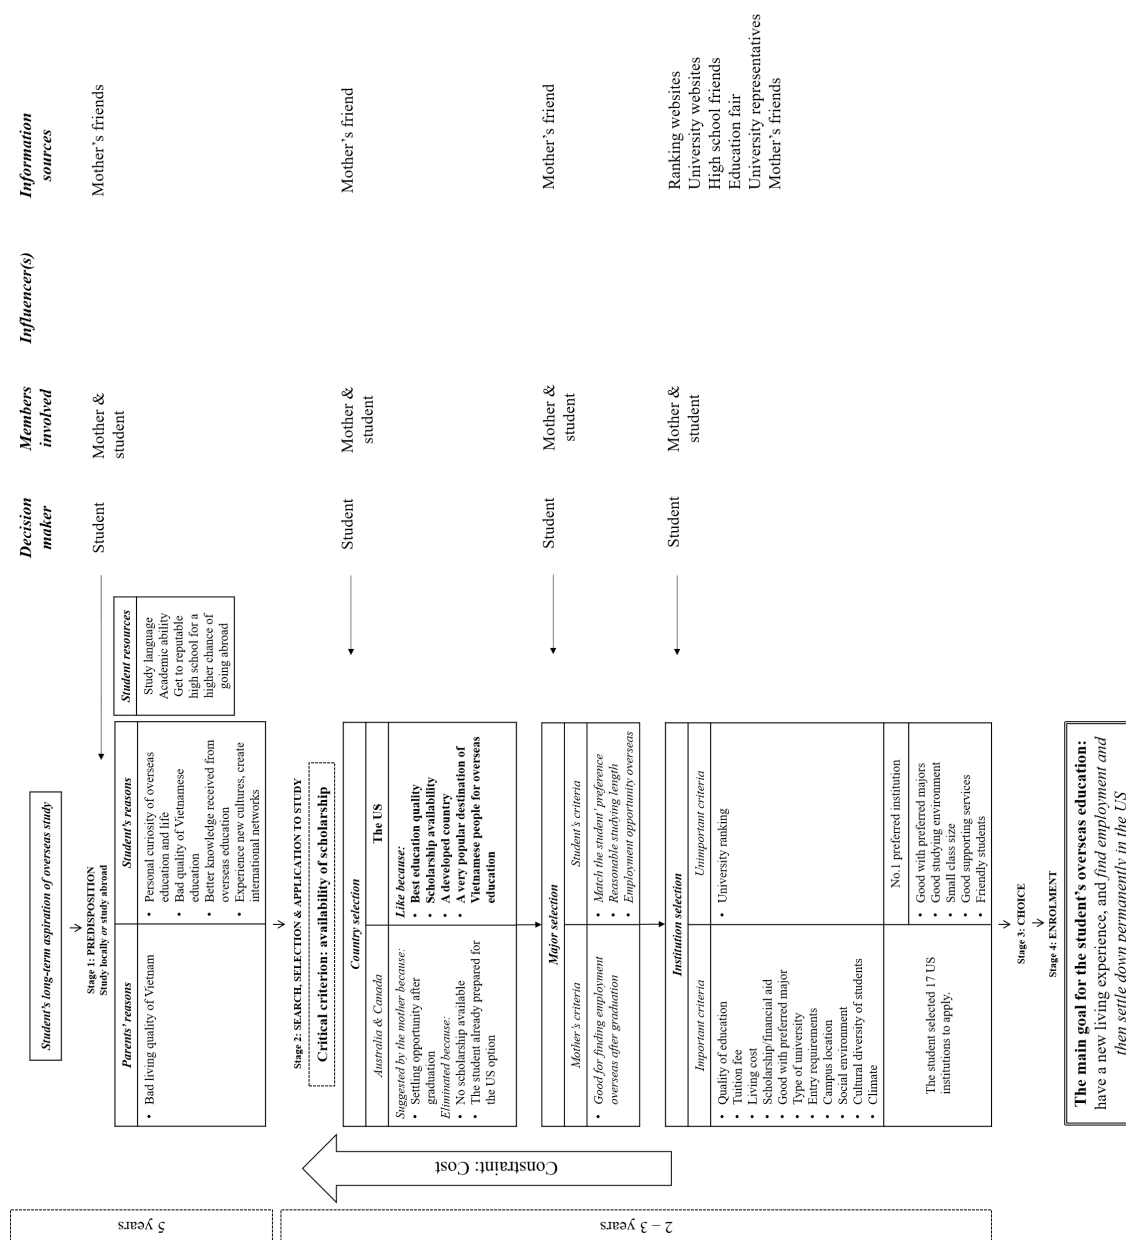 Decision
maker
Members
involved
Influencer(s)
Information
sources
Student's long-term aspiration of overseas study
Stage 1: PREDISPOSITION
Study locally or study abroad
Student
Mother &
student
Mother's friends
Parents' reasons
Student's reasons
• Bad living quality of Vietnam
• Personal curiosity of overseas
education and life
• Bad quality of Vietnamese
education
• Better knowledge received from
overseas education
• Experience new cultures, create
international networks
Student resources
Study language
Academic ability
Get to reputable
high school for a
higher chance of
going abroad
Stage 2: SEARCH, SELECTION & APPLICATION TO STUDY
Critical criterion: availability of scholarship
Country selection
Student
Mother &
student
Mother's friend
Australia & Canada
The US
Suggested by the mother because:
• Settling opportunity after
graduation
Eliminated because:
• No scholarship available
• The student already prepared for
the US option
Like because:
• Best education quality
• Scholarship availability
• A developed country
• A very popular destination of
Vietnamese people for overseas
education
Major selection
Student
Mother &
student
Mother's friend
Mother's criteria
Student's criteria
• Good for finding employment
overseas after graduation
• Match the student' preference
• Reasonable studying length
• Employment opportunity overseas
Institution selection
Student
Mother &
student
Ranking websites
University websites
High school friends
Education fair
University representatives
Mother's friends
Important criteria
Unimportant criteria
• Quality of education
• Tuition fee
• Living cost
• Scholarship/financial aid
• Good with preferred major
• Type of university
• Entry requirements
• Campus location
• Social environment
• Cultural diversity of students
• Climate
• University ranking
The student selected 17 US
institutions to apply.
No.1 preferred institution
• Good with preferred majors
• Good studying environment
• Small class size
• Good supporting services
• Friendly students
Stage 3: CHOICE
Stage 4: ENROLMENT
The main goal for the student's overseas education:
have a new living experience, and find employment and
then settle down permanently in the US
Constraint: Cost
5 years
2 – 3 years